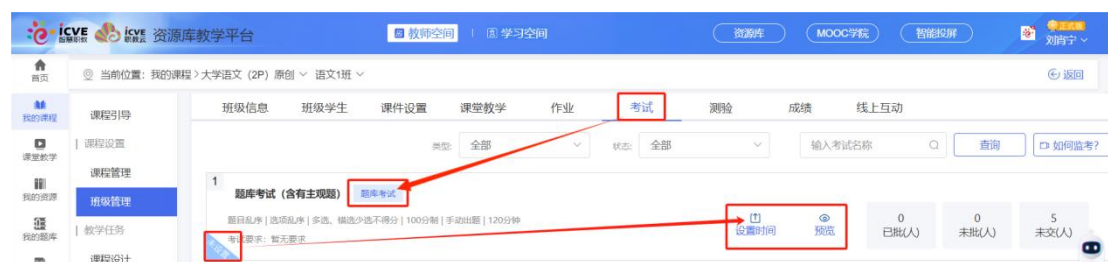 icve 智慧职教 icve 职教云 资源库教学平台 教师空间 学习空间 资源库 MOOC学院 智能投屏 正式版 刘肖宁
首页 当前位置：我的课程 > 大学语文（2P）原创 语文1班 返回
我的课程 课程引导 班级信息 班级学生 课件设置 课堂教学 作业 考试 测验 成绩 线上互动
课堂教学 课程设置 类型: 全部 状态: 全部 输入考试名称 查询 如何监考?
我的资源 课程管理
1 题库考试（含有主观题） 题库考试
我的题库 班级管理
题目乱序 | 选项乱序 | 多选、错选少选不得分 | 100分制 | 手动出题 | 120分钟
教学任务 考试要求：暂无要求
设置时间 预览 0 已批(人) 0 未批(人) 5 未交(人)
课程设计